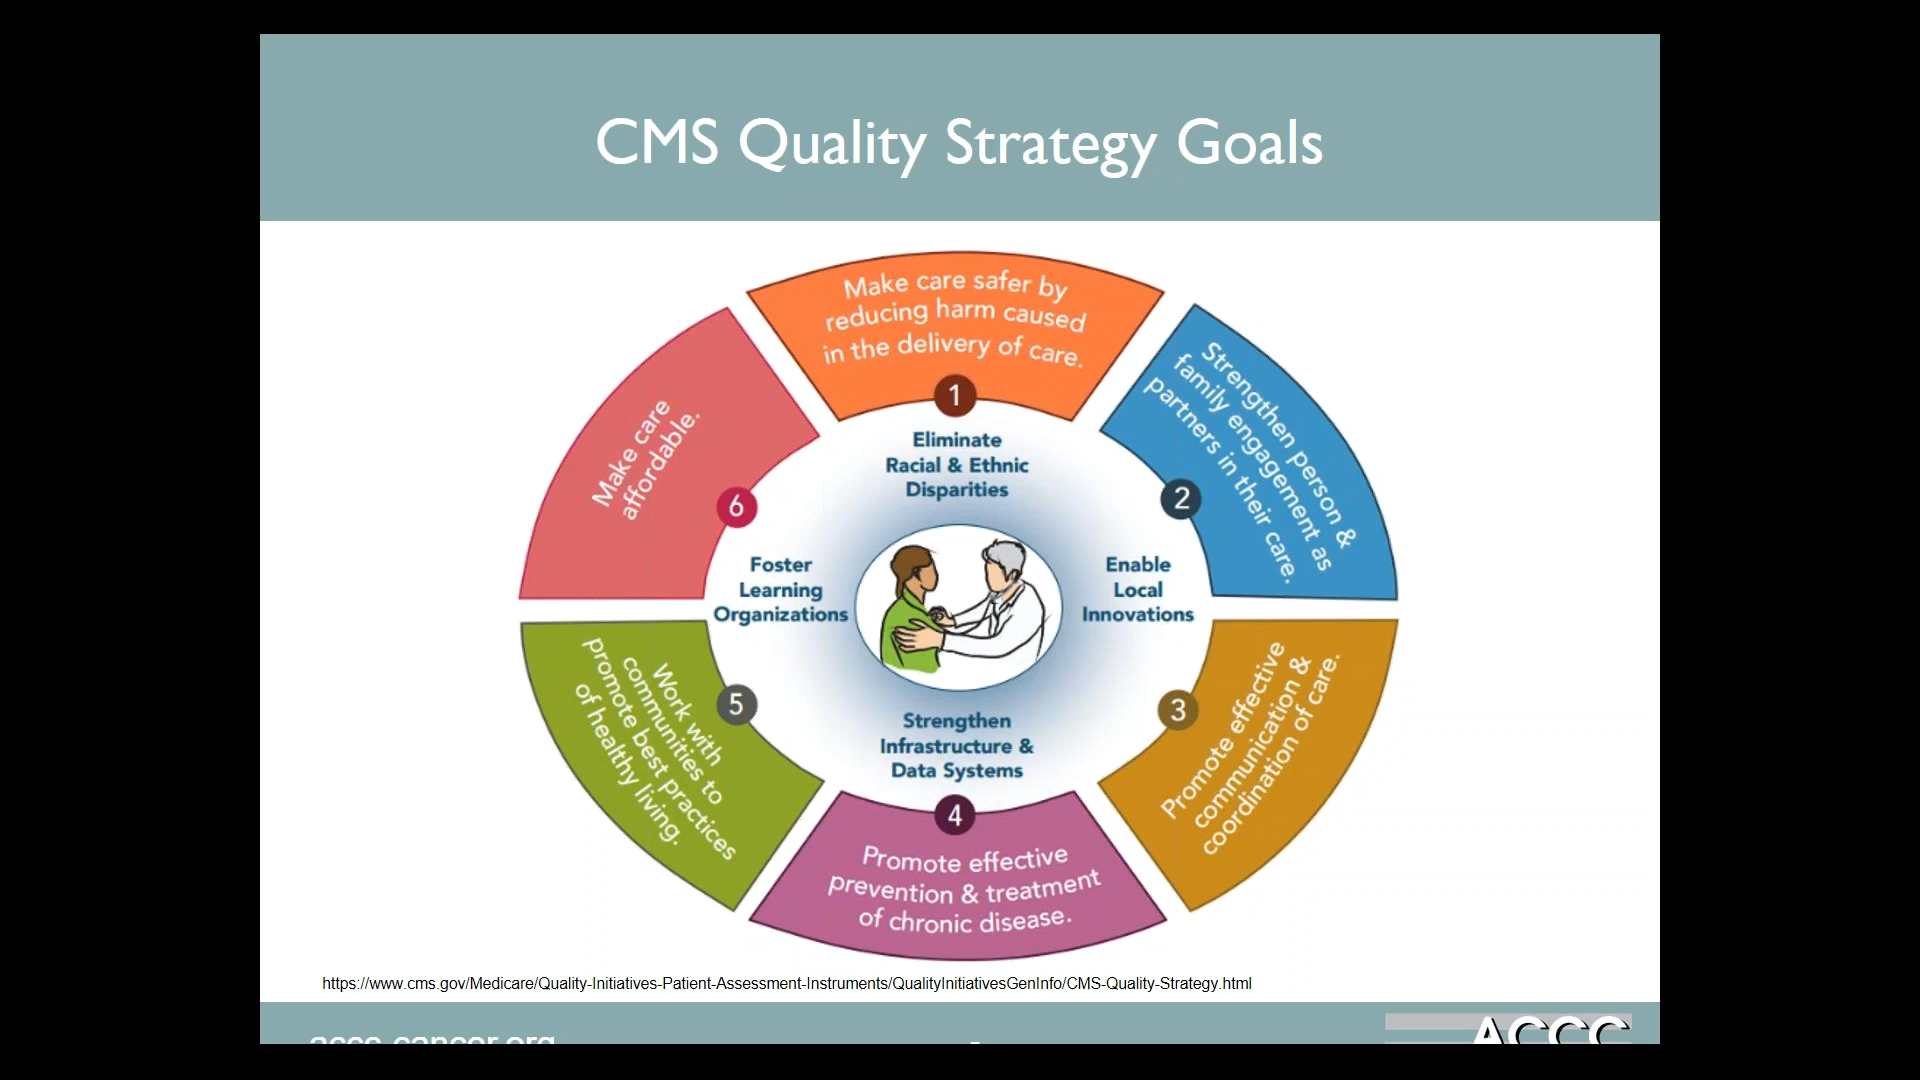 CMS Quality Strategy Goals
Make care safer by
reducing harm caused
in the delivery of care.
1
Strengthen person &
family engagement as
partners in their care.
2
Promote effective
communication &
coordination of care.
3
Promote effective
prevention & treatment
of chronic disease.
4
Work with
communities to
promote best practices
of healthy living.
5
Make care
affordable.
6
Eliminate
Racial & Ethnic
Disparities
Enable
Local
Innovations
Strengthen
Infrastructure &
Data Systems
Foster
Learning
Organizations
https://www.cms.gov/Medicare/Quality-Initiatives-Patient-Assessment-Instruments/QualityInitiativesGenInfo/CMS-Quality-Strategy.html
accc-cancer.org
ACCC